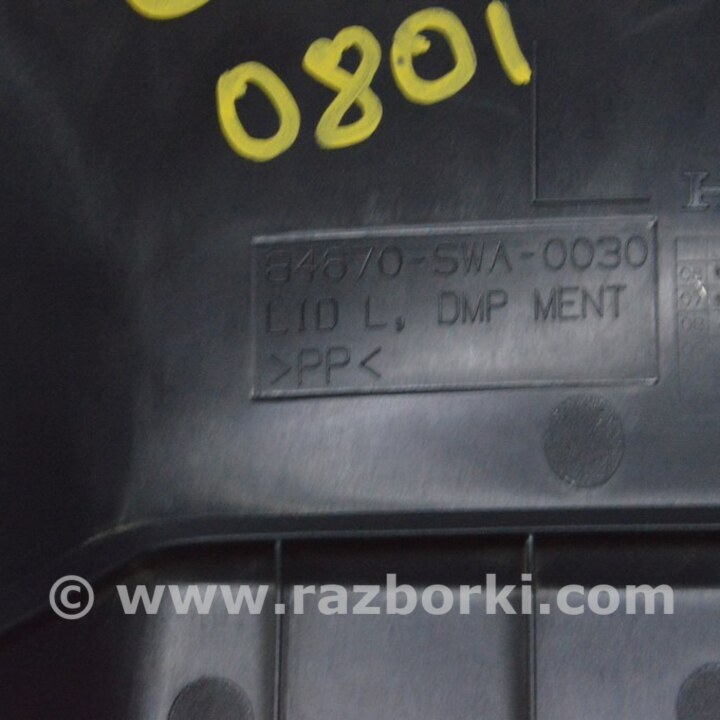 0801
84670-SWA-0030
LID L, DMP MENT
>PP<
© www.razborki.com